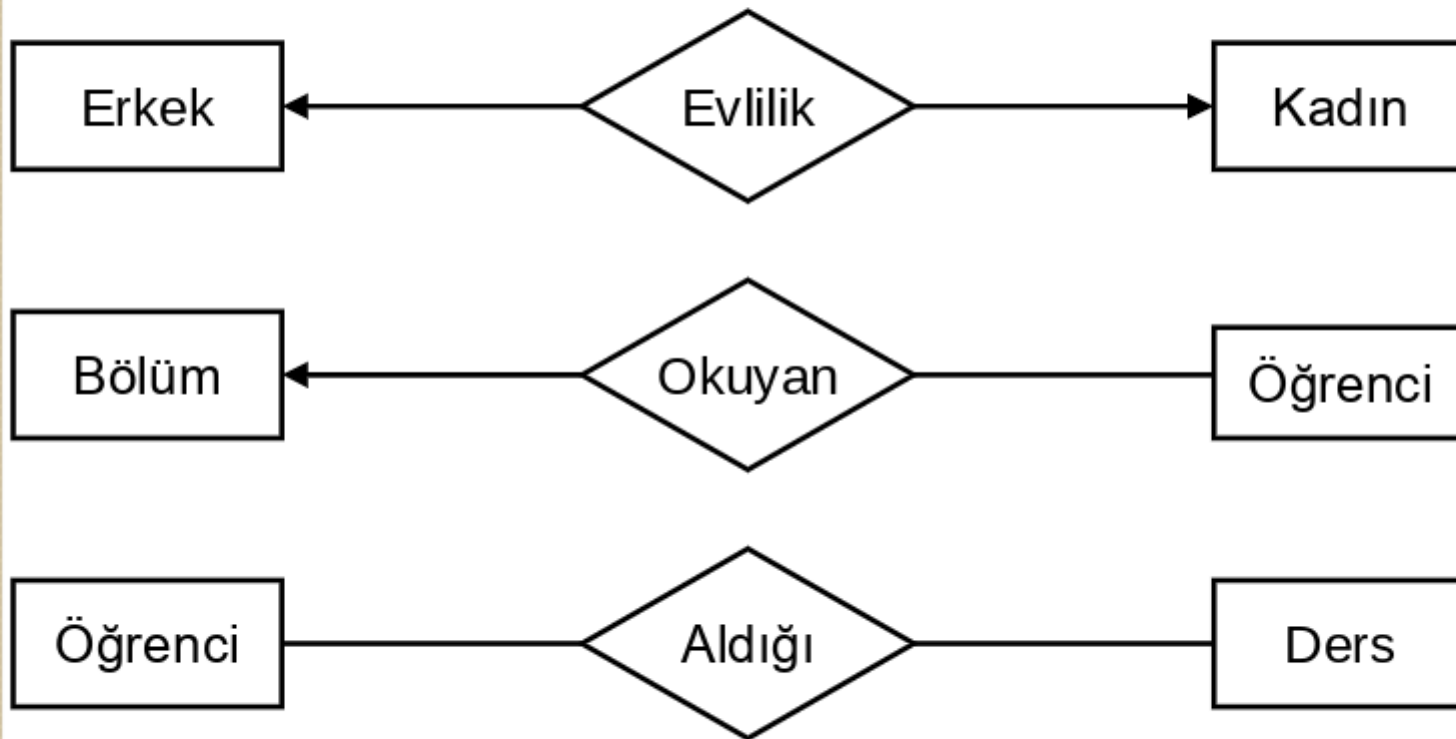 Erkek Evlilik Kadın
Bölüm Okuyan Öğrenci
Öğrenci Aldığı Ders